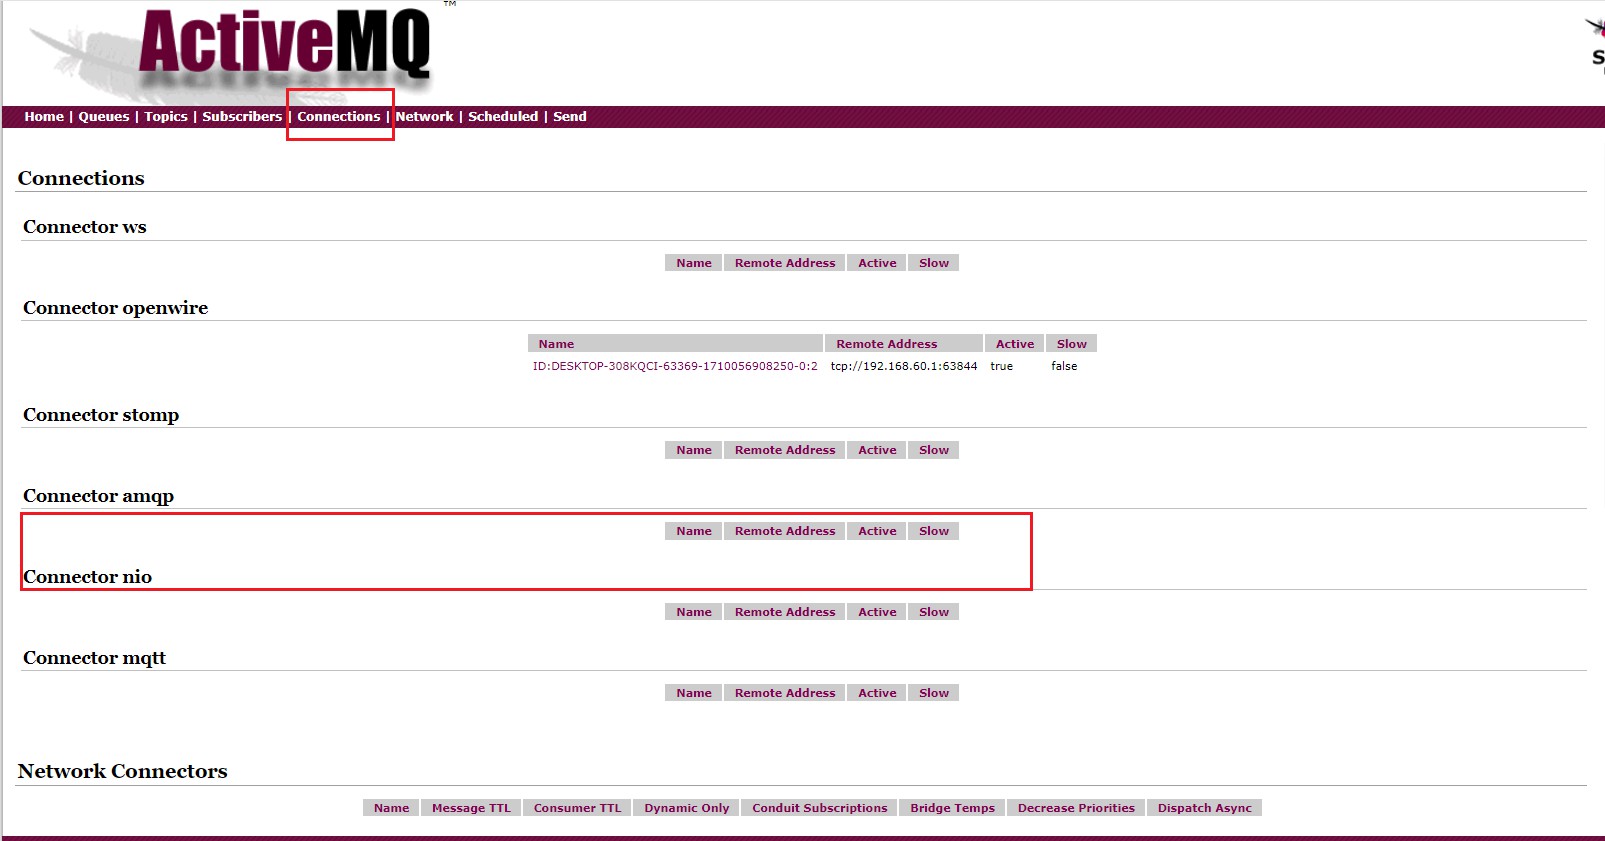 ActiveMQ™
S
Home | Queues | Topics | Subscribers | Connections | Network | Scheduled | Send
Connections
Connector ws
Name Remote Address Active Slow
Connector openwire
Name Remote Address Active Slow
ID:DESKTOP-308KQCI-63369-1710056908250-0:2 tcp://192.168.60.1:63844 true false
Connector stomp
Name Remote Address Active Slow
Connector amqp
Name Remote Address Active Slow
Connector nio
Name Remote Address Active Slow
Connector mqtt
Name Remote Address Active Slow
Network Connectors
Name Message TTL Consumer TTL Dynamic Only Conduit Subscriptions Bridge Temps Decrease Priorities Dispatch Async